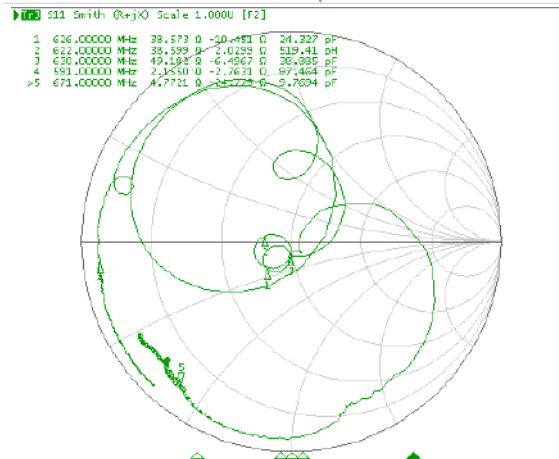 Tr3 S11 Smith (R+jX) Scale 1.000U [F2]
1 626.00000 MHz 38.573 Ω -10.451 Ω 24.327 pF
2 622.00000 MHz 38.599 Ω 2.0299 Ω 519.41 pH
3 630.00000 MHz 49.182 Ω -6.4967 Ω 38.885 pF
4 591.00000 MHz 2.1550 Ω -2.7631 Ω 97.464 pF
>5 671.00000 MHz 4.7721 Ω Ω 9.7694 pF
5